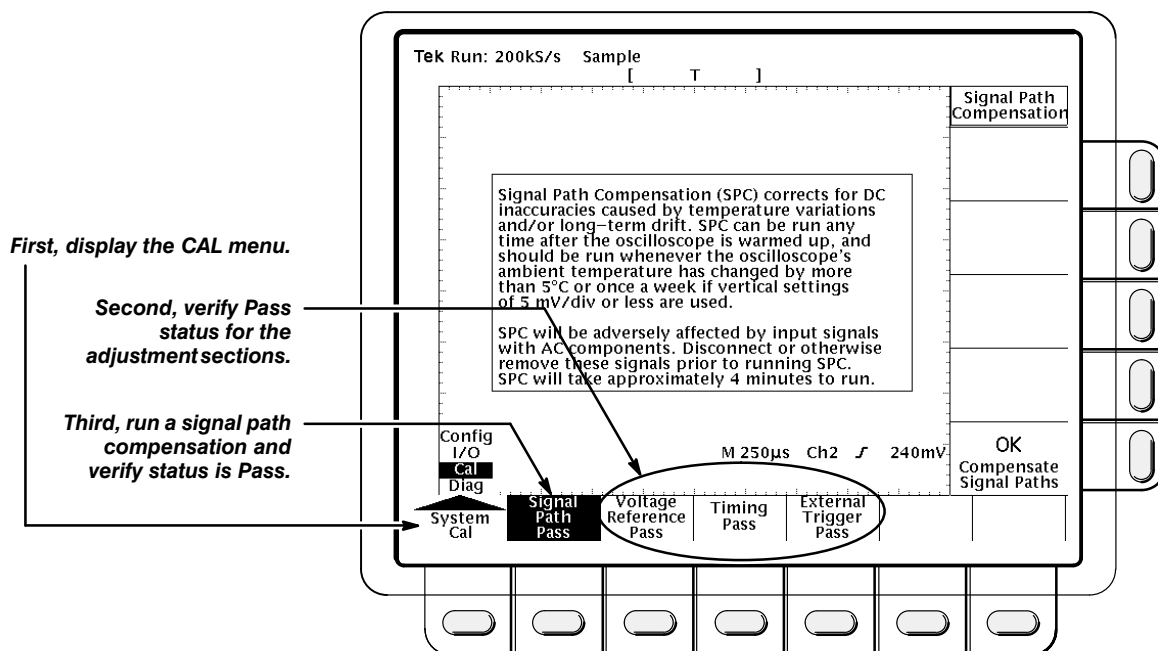 Tek Run: 200kS/s Sample
[ T ]
Signal Path
Compensation
Signal Path Compensation (SPC) corrects for DC
inaccuracies caused by temperature variations
and/or long-term drift. SPC can be run any
time after the oscilloscope is warmed up, and
should be run whenever the oscilloscope's
ambient temperature has changed by more
than 5°C or once a week if vertical settings
of 5 mV/div or less are used.
SPC will be adversely affected by input signals
with AC components. Disconnect or otherwise
remove these signals prior to running SPC.
SPC will take approximately 4 minutes to run.
First, display the CAL menu.
Second, verify Pass
status for the
adjustment sections.
Third, run a signal path
compensation and
verify status is Pass.
Config
I/O
Cal
Diag
M 250µs Ch2 ƒ 240mV
OK
Compensate
Signal Paths
System
Cal
Signal
Path
Pass
Voltage
Reference
Pass
Timing
Pass
External
Trigger
Pass